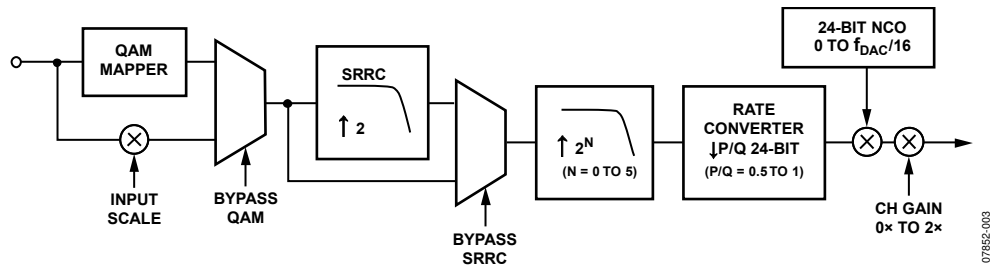 QAM
MAPPER
INPUT
SCALE
BYPASS
QAM
SRRC
↑ 2
BYPASS
SRRC
↑ 2^N
(N = 0 TO 5)
RATE
CONVERTER
↓P/Q 24-BIT
(P/Q = 0.5 TO 1)
24-BIT NCO
0 TO fDAC/16
CH GAIN
0× TO 2×
07852-003